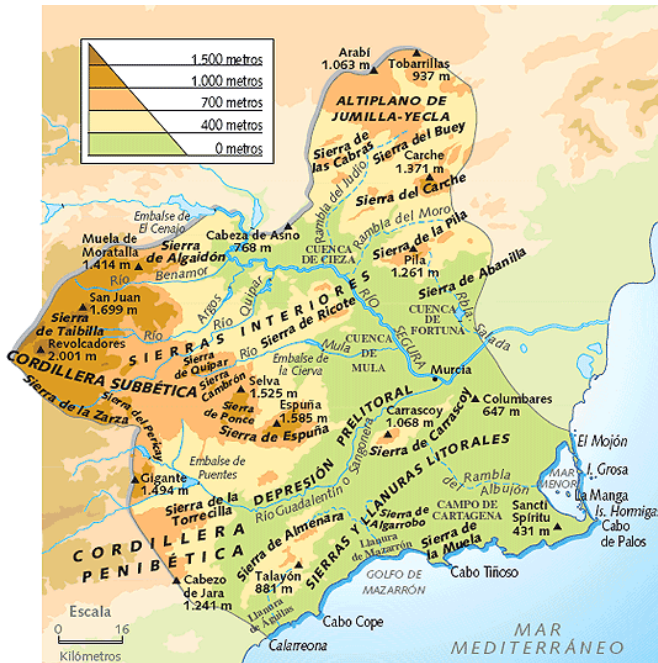 1.500 metros
1.000 metros
700 metros
400 metros
0 metros
Arabí
1.063 m
Tobarrillas
937 m
ALTIPLANO DE
JUMILLA-YECLA
Sierra de
las Cabras
Sierra del Buey
Carche
1.371 m
Sierra del Carche
Rambla del Judío
Rambla del Moro
Embalse de
El Cenajo
Cabeza de Asno
768 m
CUENCA
DE CIEZA
Sierra de la Pila
Pila
1.261 m
Sierra de Abanilla
Muela de
Moratalla
1.414 m
Sierra
de Algaidón
Río Benamor
San Juan
1.699 m
Sierra
de Taibilla
Revolcadores
2.001 m
Río Argos
Río Quipar
SIERRAS INTERIORES
Sierra de Ricote
RÍO SEGURA
CUENCA
DE
FORTUNA
Rbla. Salada
CORDILLERA SUBBÉTICA
Sierra
de Quipar
Río Mula
Embalse de
la Cierva
CUENCA
DE
MULA
Sierra
Cambrón
Murcia
Sierra de la Zarza
Sierra del Pericay
Selva
1.525 m
Sierra
de Ponce
España
1.585 m
Sierra de Espuña
Carrascoy
1.068 m
Sierra de Carrascoy
Columbares
647 m
DEPRESIÓN PRELITORAL
Embalse de
Puentes
Gigante
1.494 m
Sierra de la
Torrecilla
Río Guadalentín o Sangonera
SIERRAS Y LLANURAS LITORALES
Rambla
del Albujón
El Mojón
I. Grosa
MAR
MENOR
La Manga
Is. Hormigas
Cabo
de Palos
CAMPO DE
CARTAGENA
Sancti
Spíritu
431 m
CORDILLERA
PENIBÉTICA
Sierra de Almenara
Sierra de
Algarrobo
Llanura
de Mazarrón
Sierra de
la Muela
Cabezo
de Jara
1.241 m
Talayón
881 m
GOLFO DE
MAZARRÓN
Cabo Tiñoso
Llanura
de Águilas
Cabo Cope
Calarreona
Escala
0 16
Kilómetros
MAR
MEDITERRÁNEO